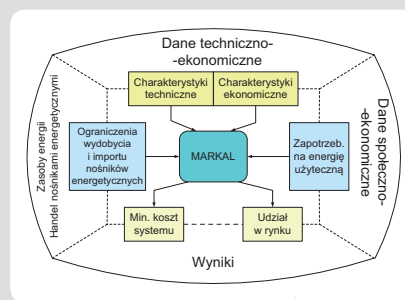 Dane techniczno-
-ekonomiczne
Charakterystyki
techniczne
Charakterystyki
ekonomiczne
Zasoby energii
Handel nośnikami energetycznymi
Ograniczenia
wydobycia
i importu
nośników
energetycznych
MARKAL
Zapotrzeb.
na energię
użyteczną
Dane społeczno-
-ekonomiczne
Min. koszt
systemu
Udział
w rynku
Wyniki